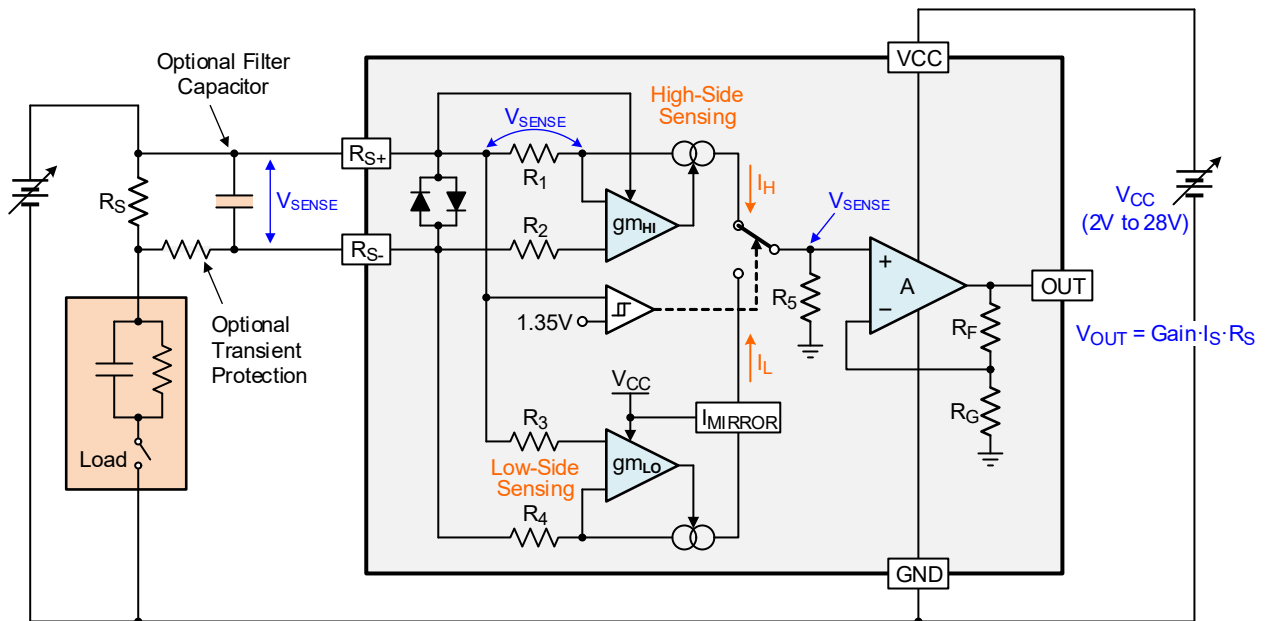 VCC
Optional Filter
Capacitor
High-Side
Sensing
VSENSE
RS+
R1
IH
RS
VSENSE
gmHI
VSENSE
VCC
(2V to 28V)
R2
RS-
+
A
OUT
R5
1.35V
−
RF
Optional
Transient
Protection
VOUT = Gain·IS·RS
IL
VCC
RG
R3
IMIRROR
Load
Low-Side
Sensing
gmLO
R4
GND